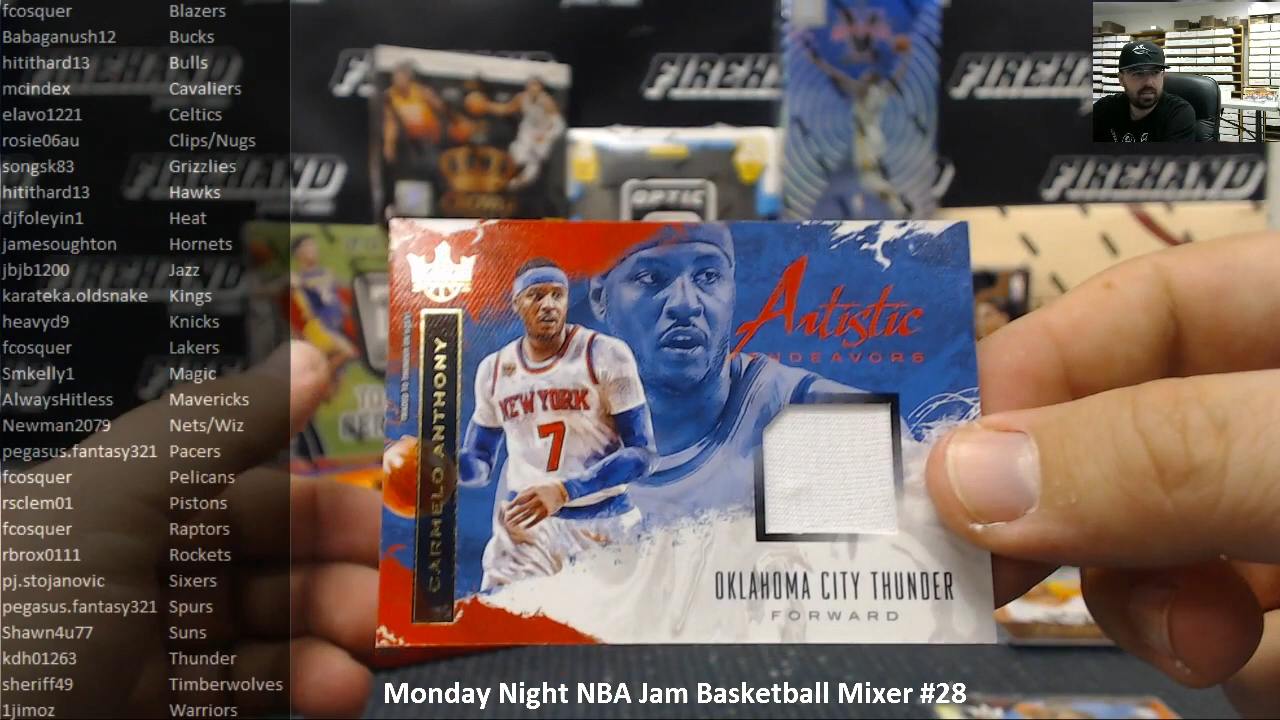 fcosquer Blazers
Babaganush12 Bucks
hitithard13 Bulls
mcindex Cavaliers
elavo1221 Celtics
rosie06au Clips/Nugs
songsk83 Grizzlies
hitithard13 Hawks
djfoleyin1 Heat
jamesoughton Hornets
jbjb1200 Jazz
karateka.oldsnake Kings
heavyd9 Knicks
fcosquer Lakers
Smkelly1 Magic
AlwaysHitless Mavericks
Newman2079 Nets/Wiz
pegasus.fantasy321 Pacers
fcosquer Pelicans
rsclem01 Pistons
fcosquer Raptors
rbrox0111 Rockets
pj.stojanovic Sixers
pegasus.fantasy321 Spurs
Shawn4u77 Suns
kdh01263 Thunder
sheriff49 Timberwolves
1jimoz Warriors
FIREHAND
OPTIC
Artistic
ENDEAVORS
CARMELO ANTHONY
NEW YORK
7
OKLAHOMA CITY THUNDER
FORWARD
Monday Night NBA Jam Basketball Mixer #28